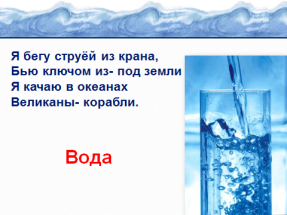 Я бегу струёй из крана,
Бью ключом из- под земли
Я качаю в океанах
Великаны- корабли.
Вода